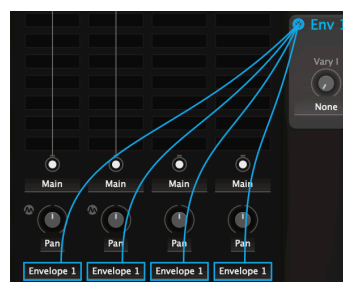 Env 1
Vary I
None
Main Main Main Main
Pan Pan Pan Pan
Envelope 1 Envelope 1 Envelope 1 Envelope 1